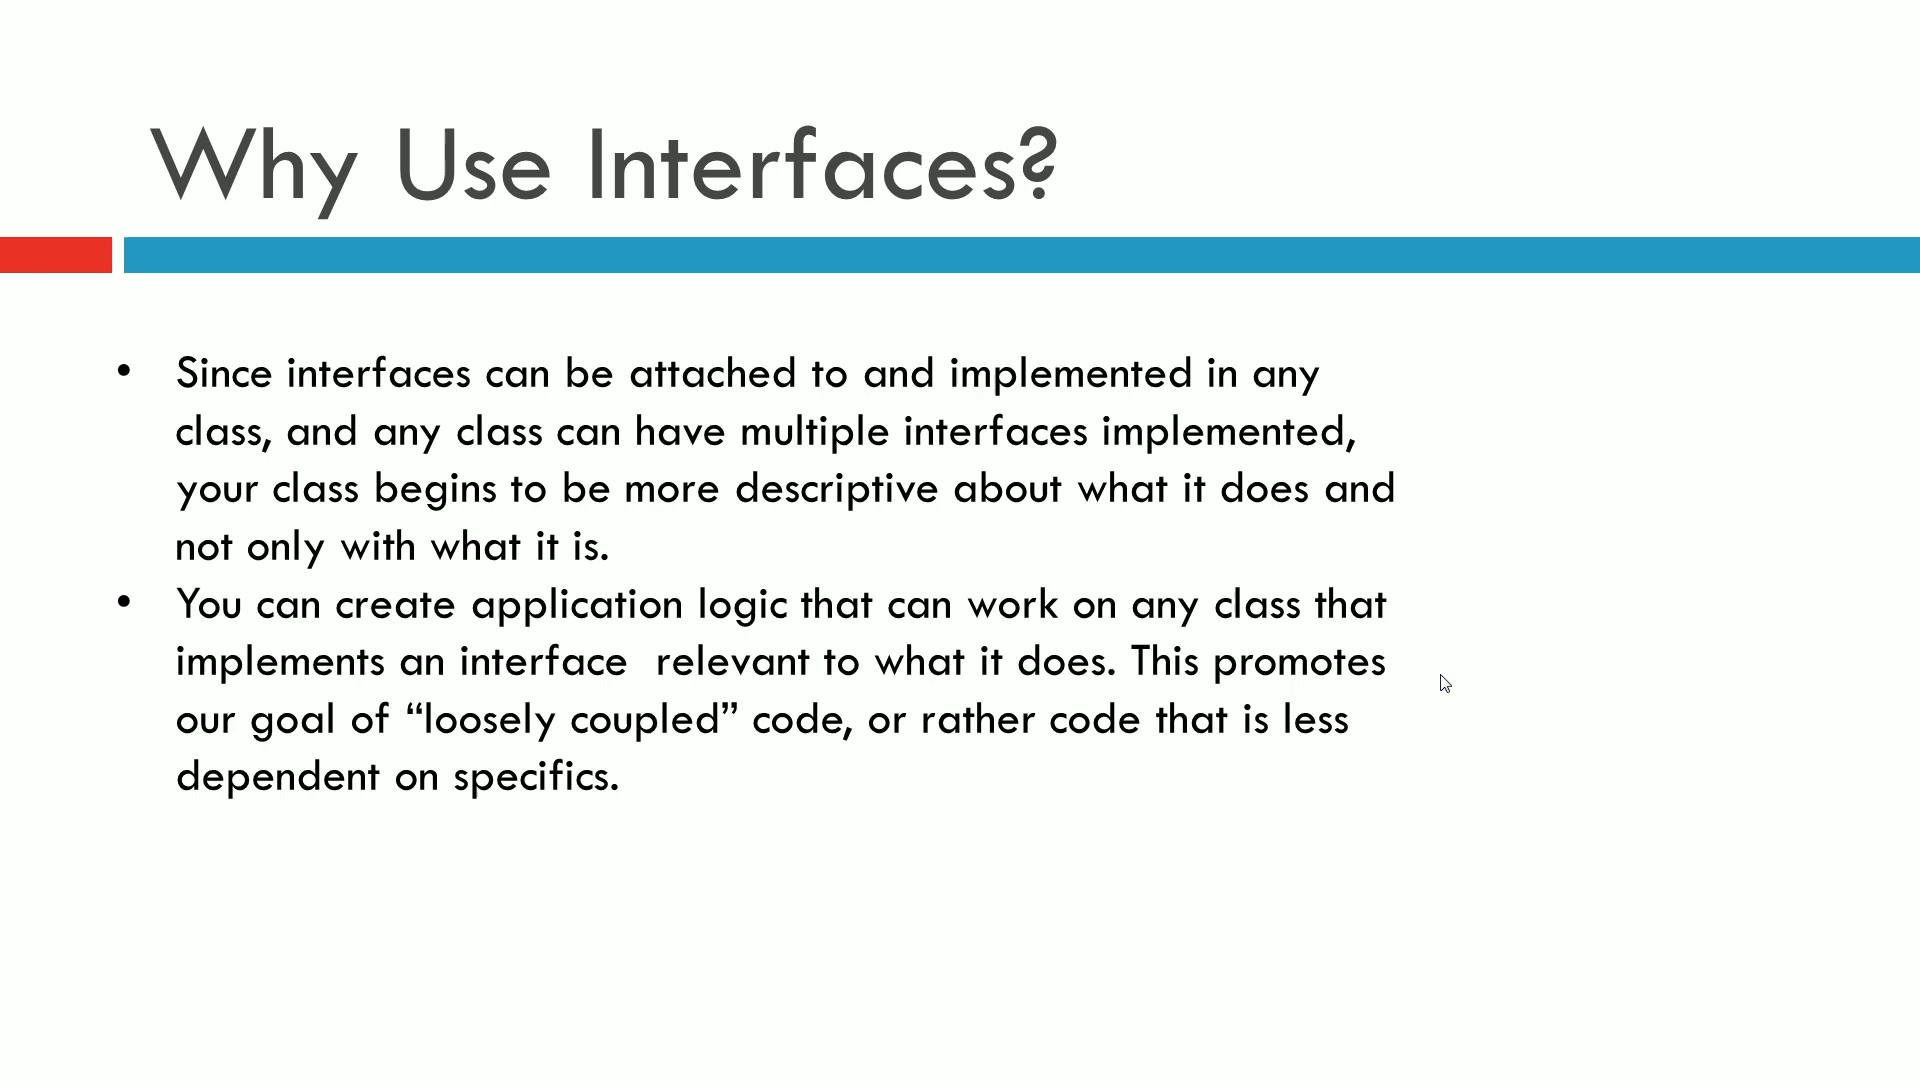 Why Use Interfaces?
• Since interfaces can be attached to and implemented in any
class, and any class can have multiple interfaces implemented,
your class begins to be more descriptive about what it does and
not only with what it is.
• You can create application logic that can work on any class that
implements an interface  relevant to what it does. This promotes
our goal of “loosely coupled” code, or rather code that is less
dependent on specifics.